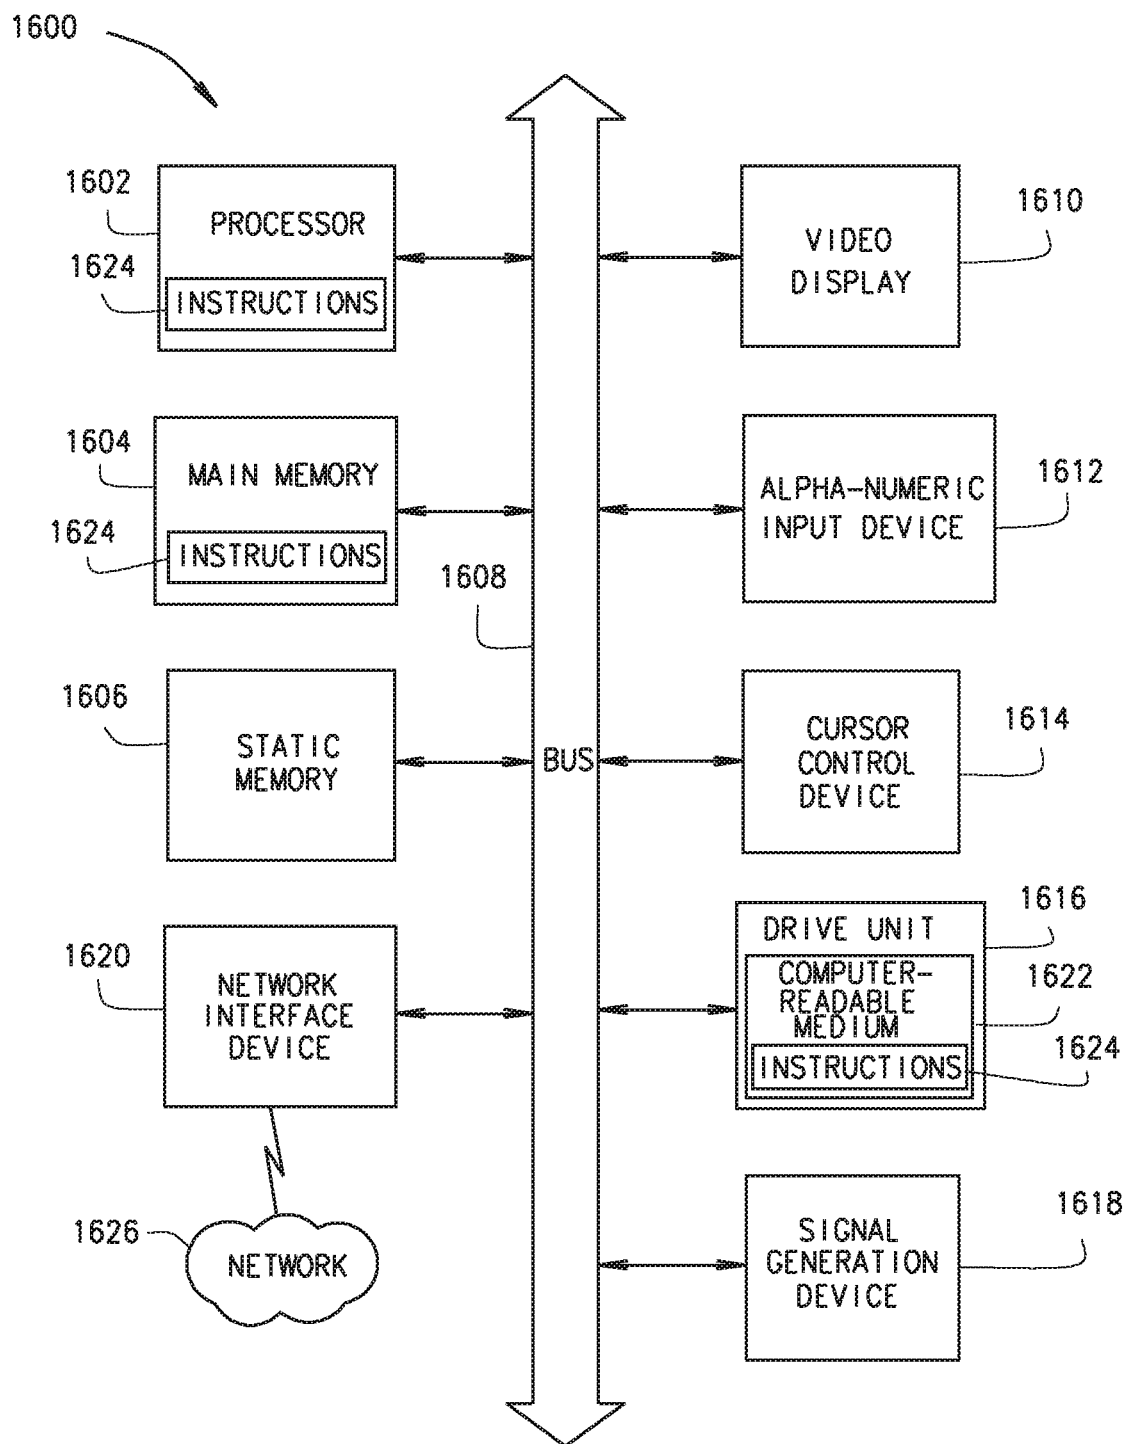 1600
1602
PROCESSOR
1624
INSTRUCTIONS
1604
MAIN MEMORY
1624
INSTRUCTIONS
1606
STATIC
MEMORY
1620
NETWORK
INTERFACE
DEVICE
1626
NETWORK
1608
BUS
VIDEO
DISPLAY
1610
ALPHA-NUMERIC
INPUT DEVICE
1612
CURSOR
CONTROL
DEVICE
1614
DRIVE UNIT
1616
COMPUTER-
READABLE
MEDIUM
1622
INSTRUCTIONS
1624
SIGNAL
GENERATION
DEVICE
1618